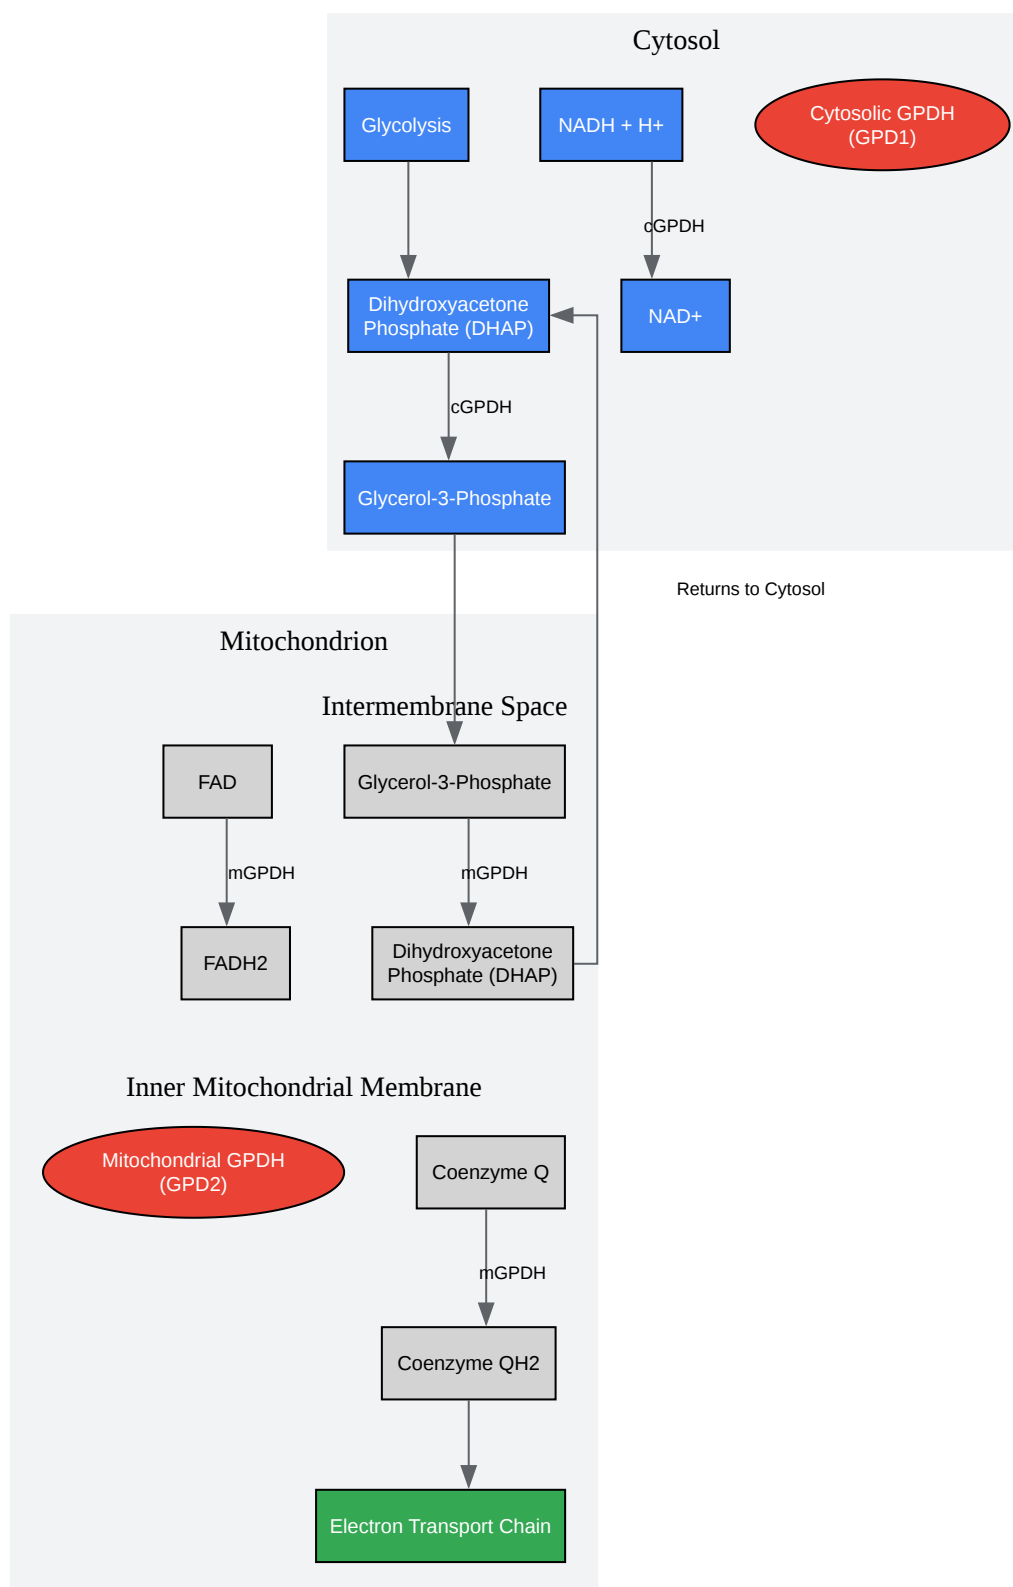 Cytosol
Glycolysis
NADH + H+
Cytosolic GPDH
(GPD1)
cGPDH
Dihydroxyacetone
Phosphate (DHAP)
NAD+
cGPDH
Glycerol-3-Phosphate
Returns to Cytosol
Mitochondrion
Intermembrane Space
FAD
Glycerol-3-Phosphate
mGPDH
mGPDH
FADH2
Dihydroxyacetone
Phosphate (DHAP)
Inner Mitochondrial Membrane
Mitochondrial GPDH
(GPD2)
Coenzyme Q
mGPDH
Coenzyme QH2
Electron Transport Chain